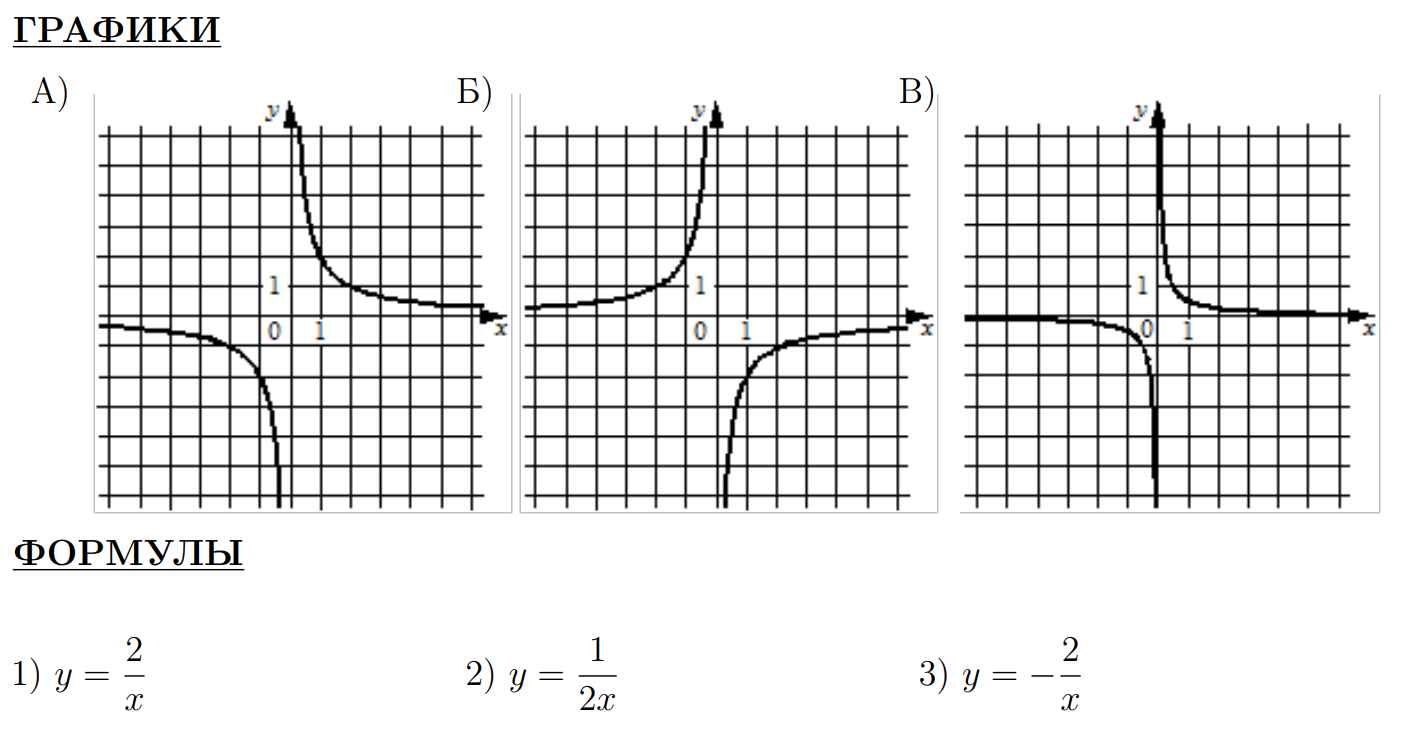 ГРАФИКИ
А) Б) В)
y y y
1 1 1
0 1 x 0 1 x 0 1 x
ФОРМУЛЫ
1) y = 2/x 2) y = 1/2x 3) y = −2/x